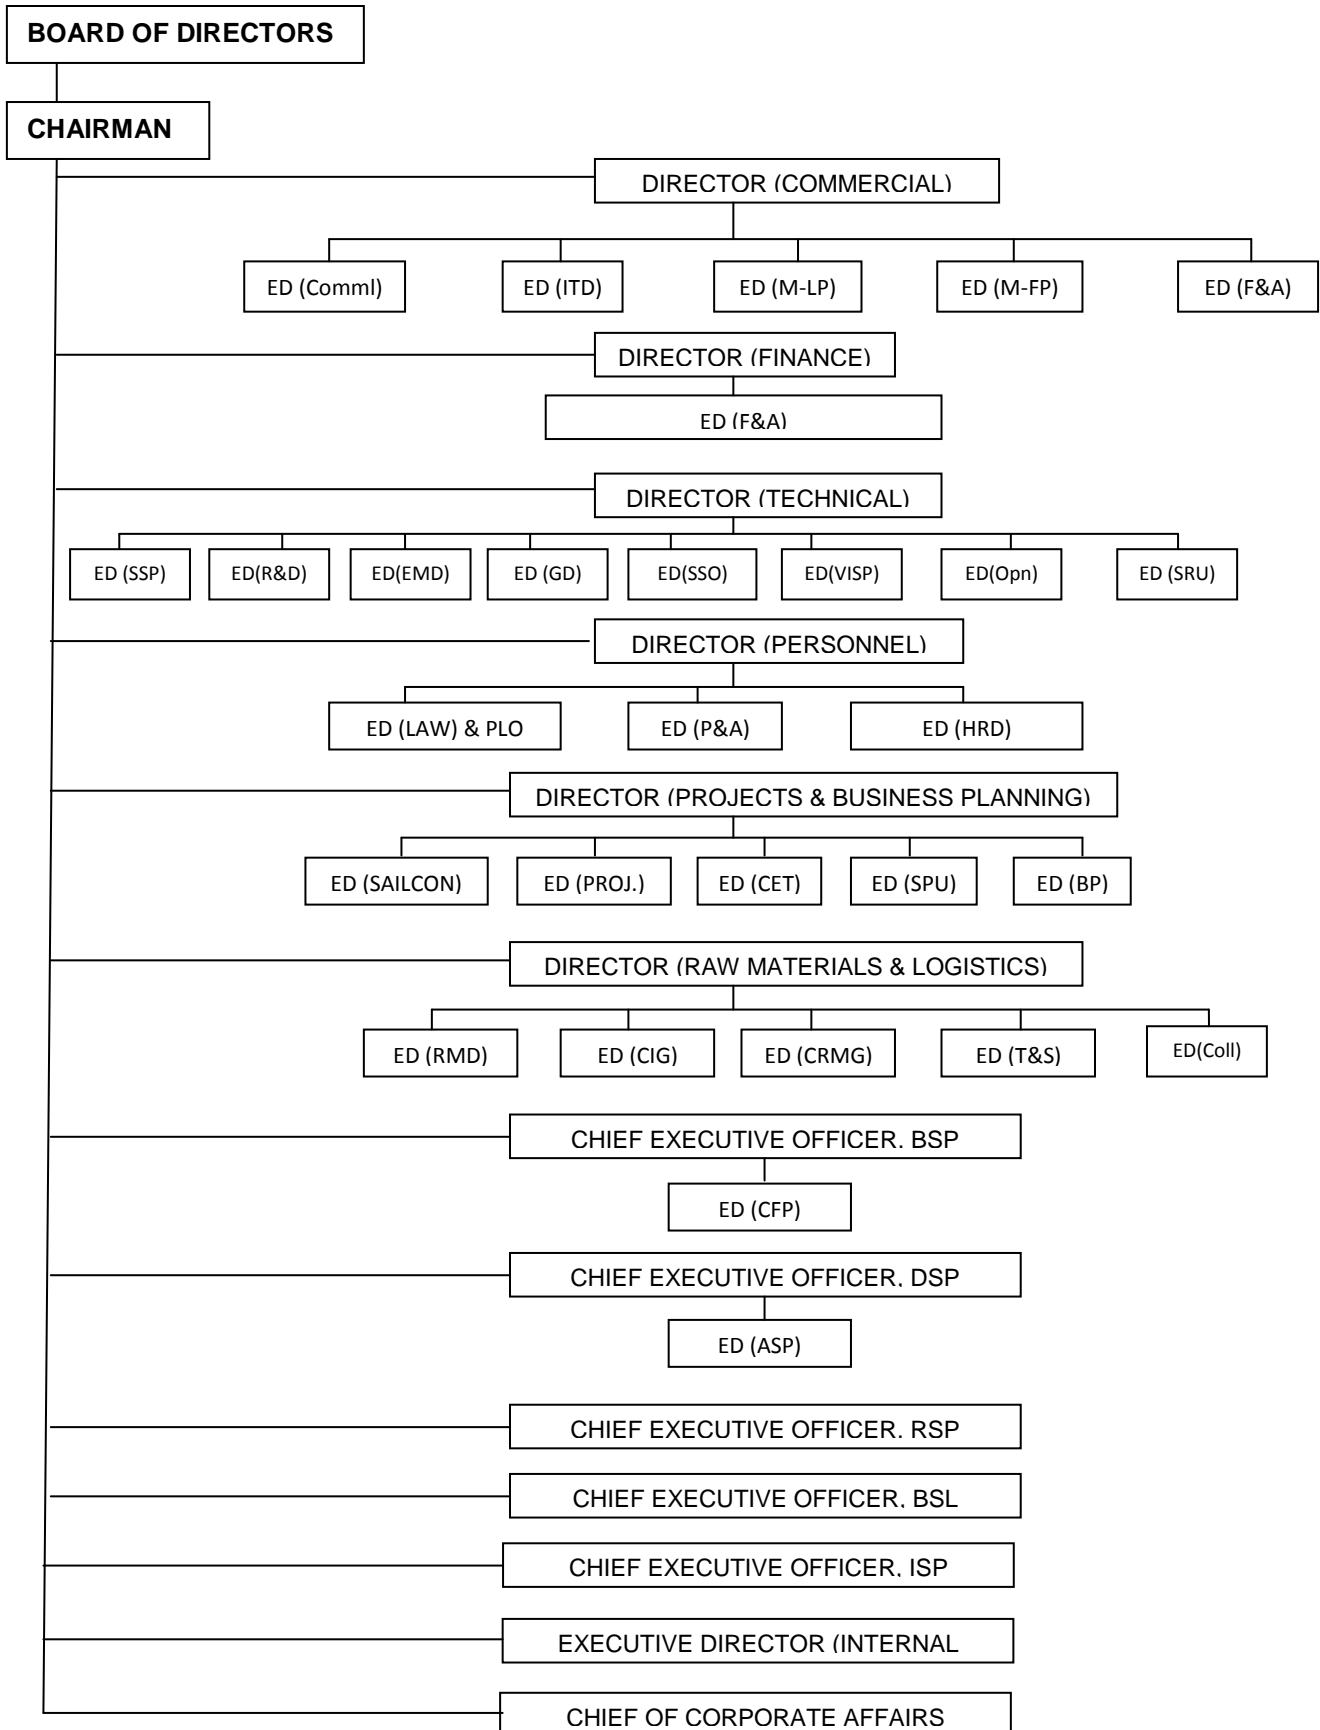 BOARD OF DIRECTORS
CHAIRMAN
DIRECTOR (COMMERCIAL)
ED (Comml)
ED (ITD)
ED (M-LP)
ED (M-FP)
ED (F&A)
DIRECTOR (FINANCE)
ED (F&A)
DIRECTOR (TECHNICAL)
ED (SSP)
ED(R&D)
ED(EMD)
ED (GD)
ED(SSO)
ED(VISP)
ED(Opn)
ED (SRU)
DIRECTOR (PERSONNEL)
ED (LAW) & PLO
ED (P&A)
ED (HRD)
DIRECTOR (PROJECTS & BUSINESS PLANNING)
ED (SAILCON)
ED (PROJ.)
ED (CET)
ED (SPU)
ED (BP)
DIRECTOR (RAW MATERIALS & LOGISTICS)
ED (RMD)
ED (CIG)
ED (CRMG)
ED (T&S)
ED(Coll)
CHIEF EXECUTIVE OFFICER, BSP
ED (CFP)
CHIEF EXECUTIVE OFFICER, DSP
ED (ASP)
CHIEF EXECUTIVE OFFICER, RSP
CHIEF EXECUTIVE OFFICER, BSL
CHIEF EXECUTIVE OFFICER, ISP
EXECUTIVE DIRECTOR (INTERNAL
CHIEF OF CORPORATE AFFAIRS